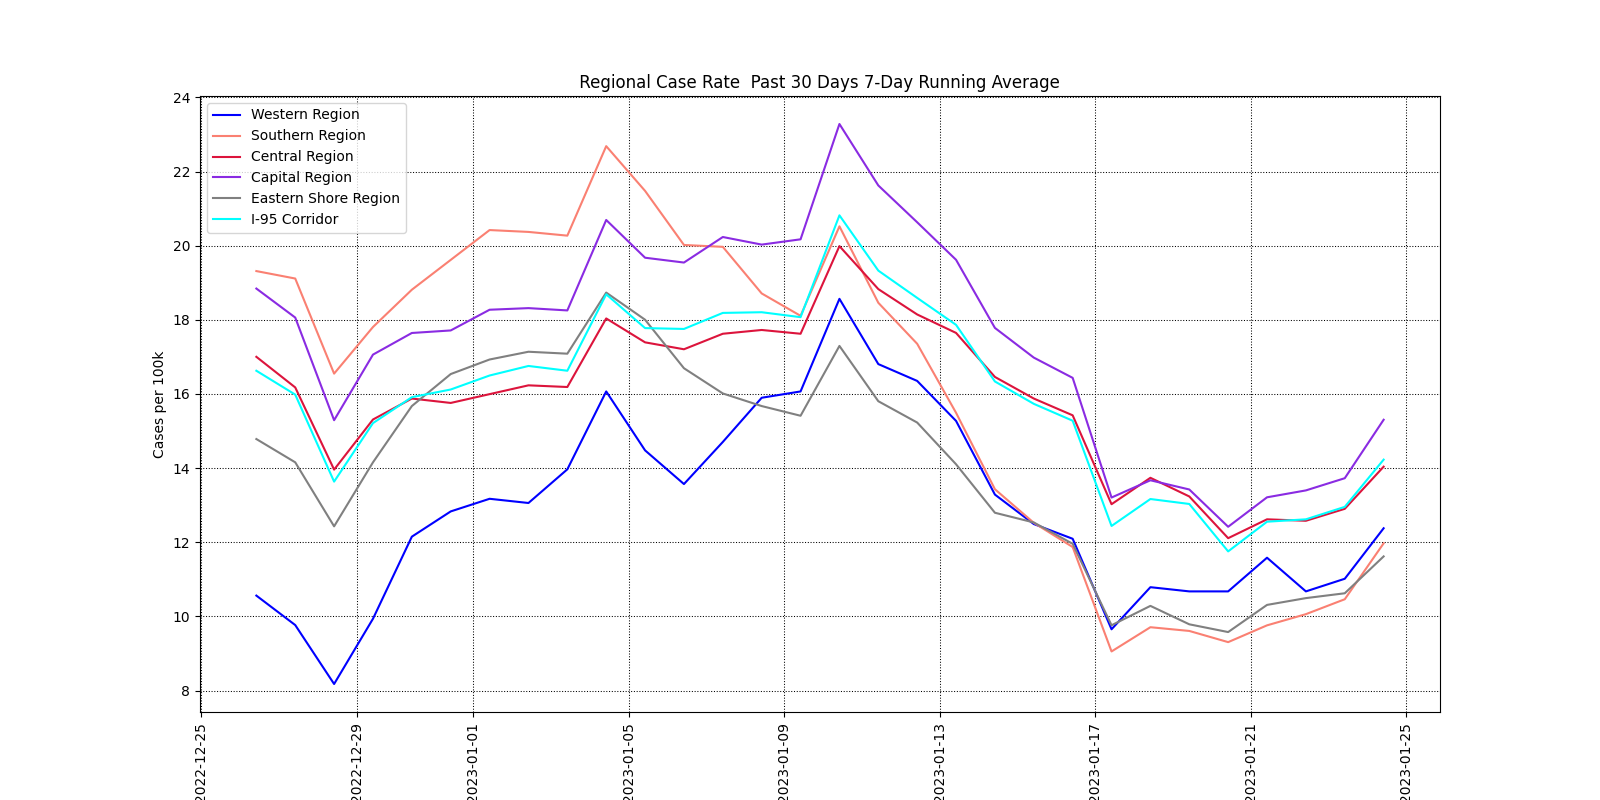 Regional Case Rate  Past 30 Days 7-Day Running Average
Western Region
Southern Region
Central Region
Capital Region
Eastern Shore Region
I-95 Corridor
Cases per 100k
24
22
20
18
16
14
12
10
8
2022-12-25
2022-12-29
2023-01-01
2023-01-05
2023-01-09
2023-01-13
2023-01-17
2023-01-21
2023-01-25